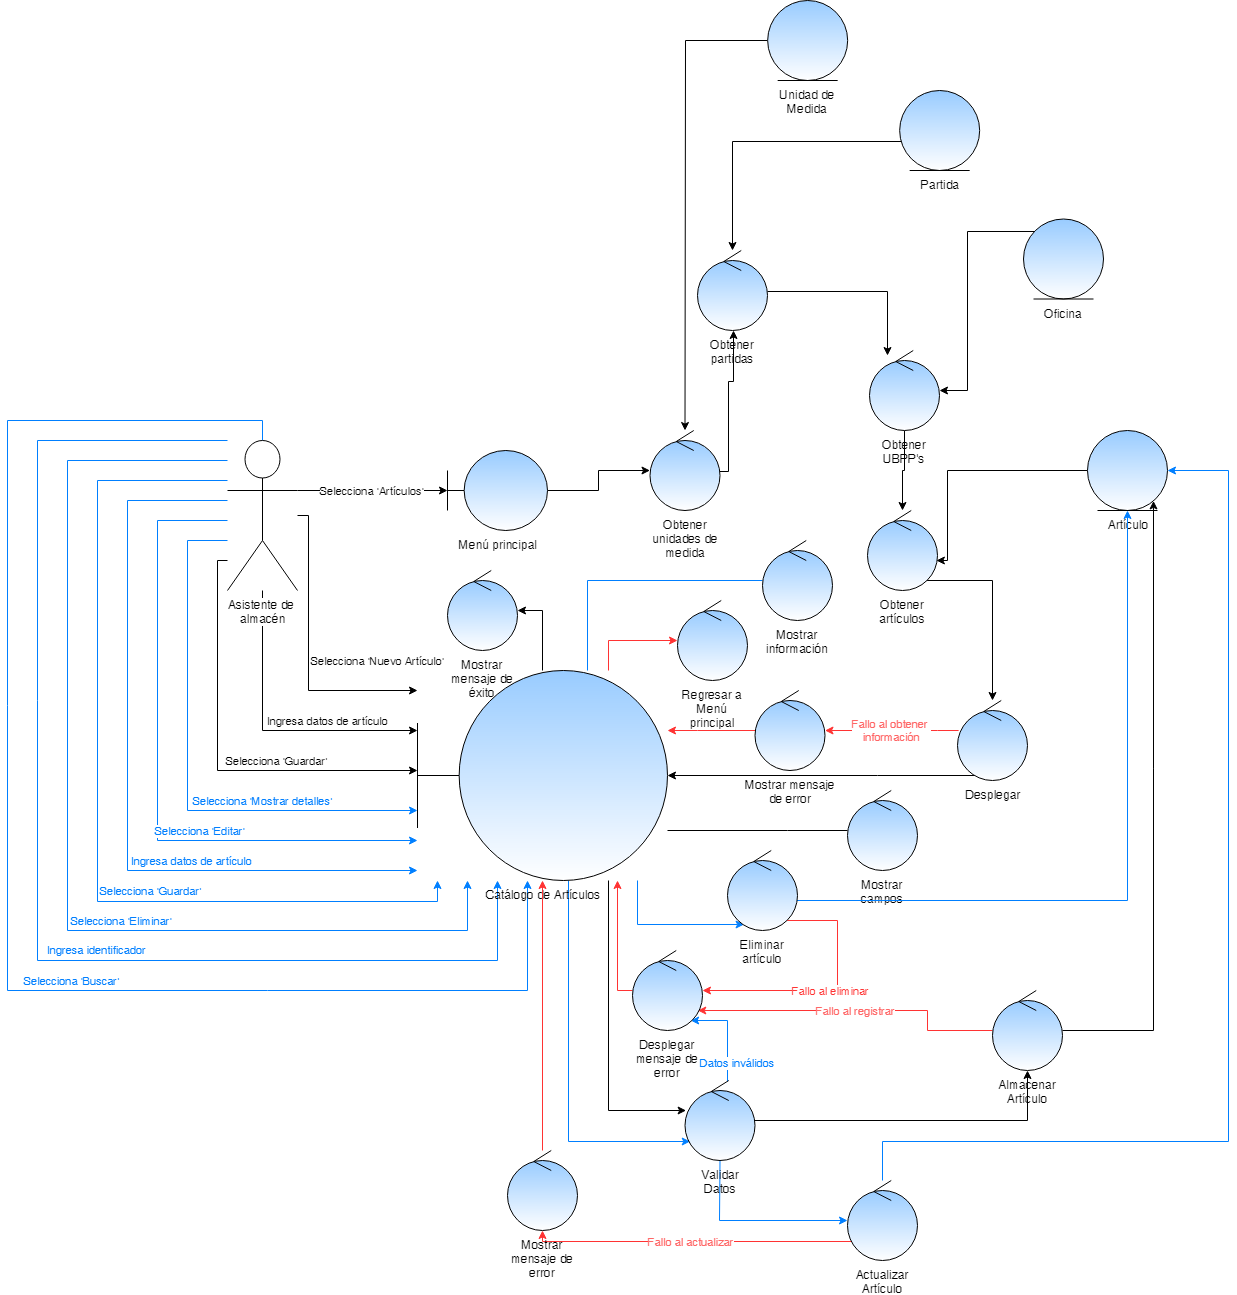 Unidad de
Medida
Partida
Oficina
Obtener
partidas
Obtener
UBPP's
Selecciona 'Artículos'
Menú principal
Obtener
unidades de
medida
Artículo
Asistente de
almacén
Obtener
artículos
Mostrar
información
Selecciona 'Nuevo Artículo'
Mostrar
mensaje de
éxito
Regresar a
Menú
principal
Ingresa datos de artículo
Fallo al obtener
información
Selecciona 'Guardar'
Mostrar mensaje
de error
Desplegar
Selecciona 'Mostrar detalles'
Selecciona 'Editar'
Ingresa datos de artículo
Selecciona 'Guardar'
Catálogo de Artículos
Mostrar
campos
Selecciona 'Eliminar'
Ingresa identificador
Selecciona 'Buscar'
Eliminar
artículo
Fallo al eliminar
Fallo al registrar
Desplegar
mensaje de
error
Datos inválidos
Almacenar
Artículo
Validar
Datos
Mostrar
mensaje de
error
Fallo al actualizar
Actualizar
Artículo